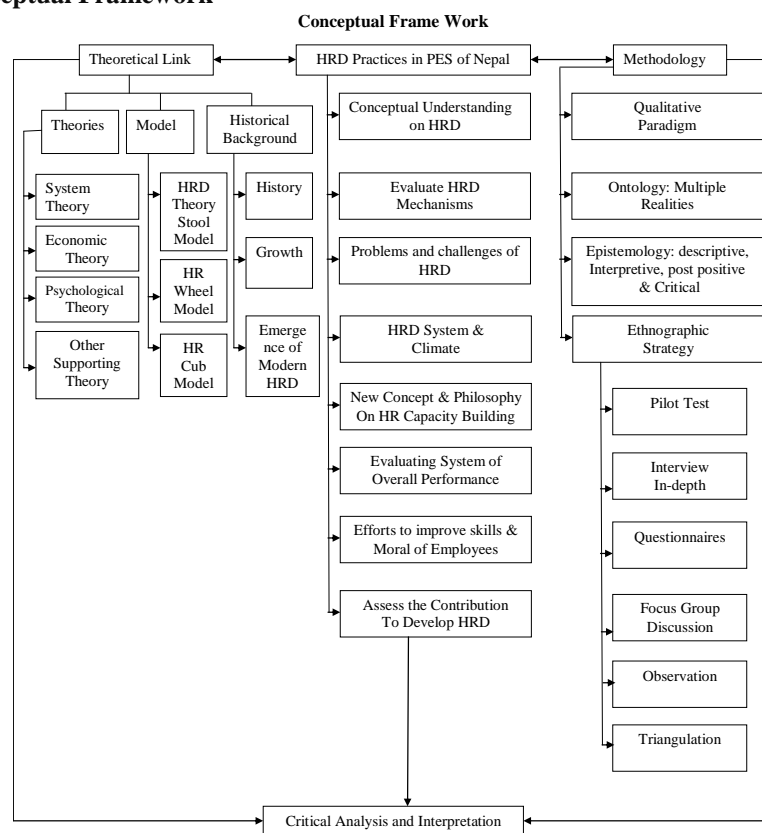 eptual Framework
Conceptual Frame Work
Theoretical Link
HRD Practices in PES of Nepal
Methodology
Theories
Model
Historical
Background
System
Theory
Economic
Theory
Psychological
Theory
Other
Supporting
Theory
HRD
Theory
Stool
Model
HR
Wheel
Model
HR
Cub
Model
History
Growth
Emerge
nce of
Modern
HRD
Conceptual Understanding
on HRD
Evaluate HRD
Mechanisms
Problems and challenges of
HRD
HRD System &
Climate
New Concept & Philosophy
On HR Capacity Building
Evaluating System of
Overall Performance
Efforts to improve skills &
Moral of Employees
Assess the Contribution
To Develop HRD
Qualitative
Paradigm
Ontology: Multiple
Realities
Epistemology: descriptive,
Interpretive, post positive
& Critical
Ethnographic
Strategy
Pilot Test
Interview
In-depth
Questionnaires
Focus Group
Discussion
Observation
Triangulation
Critical Analysis and Interpretation